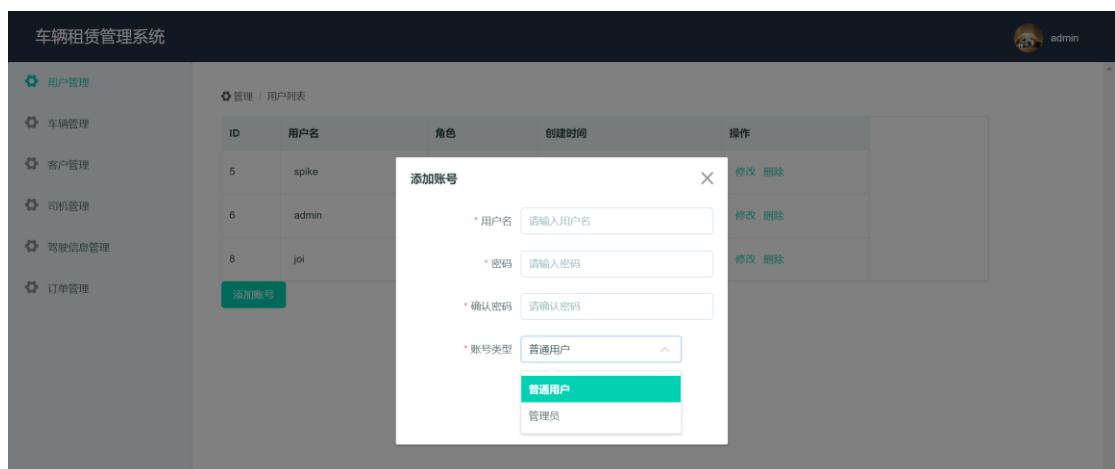 车辆租赁管理系统
admin
用户管理
管理 / 用户列表
车辆管理
ID 用户名 角色 创建时间 操作
客户管理
5 spike 修改 删除
添加账号
司机管理
6 admin 修改 删除
* 用户名 请输入用户名
驾驶信息管理
8 joi 修改 删除
* 密码 请输入密码
订单管理
添加账号
* 确认密码 请确认密码
* 账号类型 普通用户
普通用户
管理员